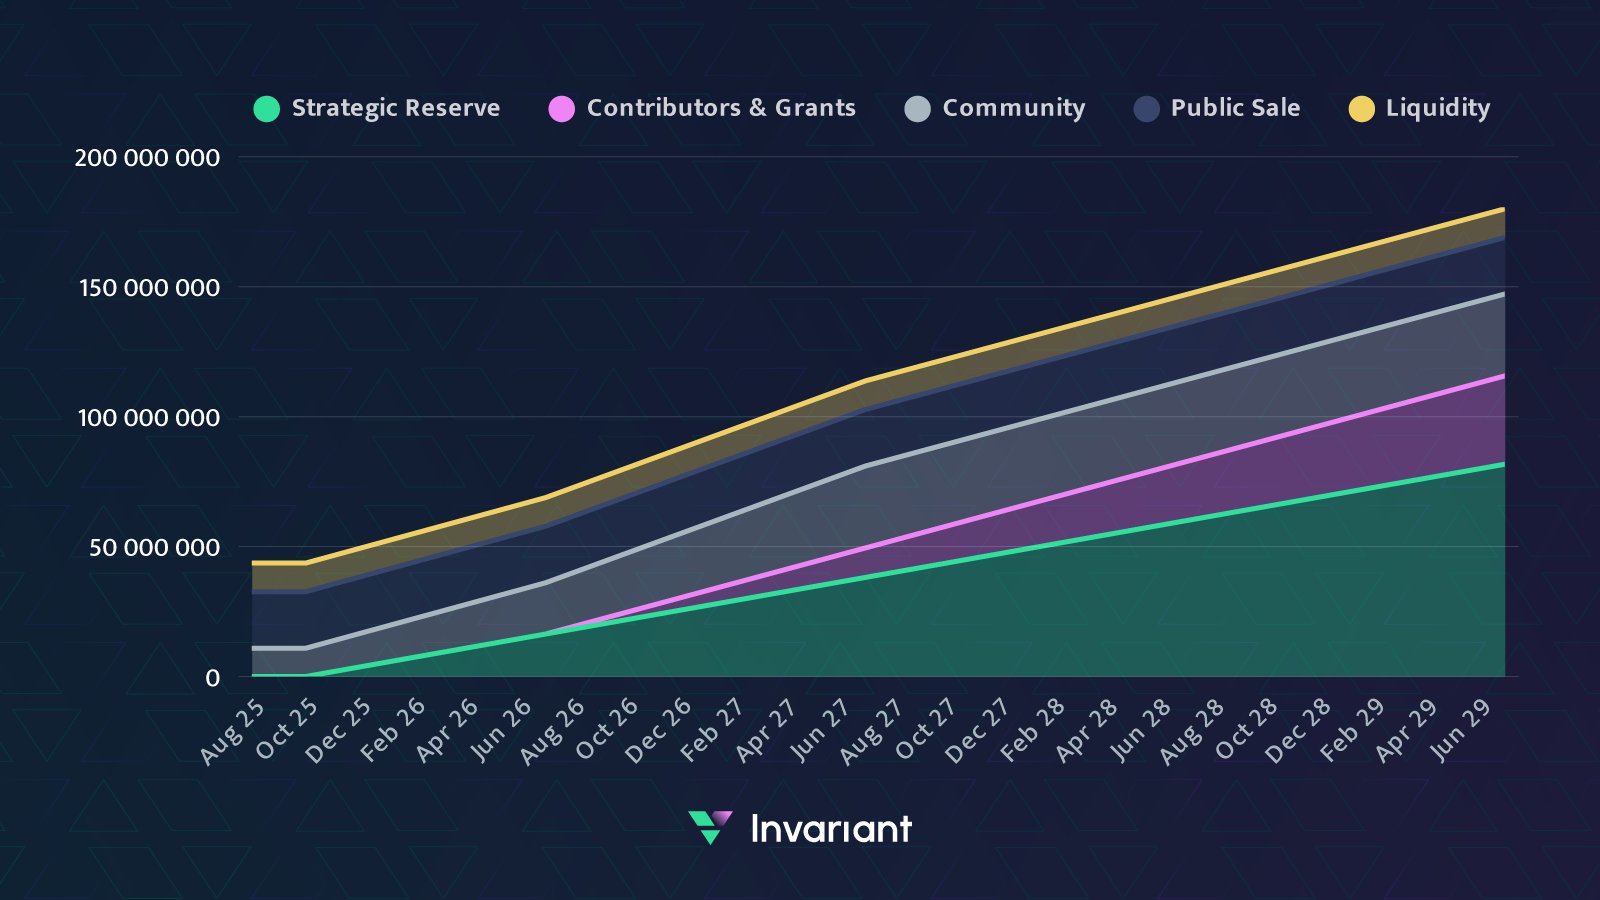 Strategic Reserve Contributors & Grants Community Public Sale Liquidity
200 000 000
150 000 000
100 000 000
50 000 000
0
Aug 25 Oct 25 Dec 25 Feb 26 Apr 26 Jun 26 Aug 26 Oct 26 Dec 26 Feb 27 Apr 27 Jun 27 Aug 27 Oct 27 Dec 27 Feb 28 Apr 28 Jun 28 Aug 28 Oct 28 Dec 28 Feb 29 Apr 29 Jun 29
Invariant